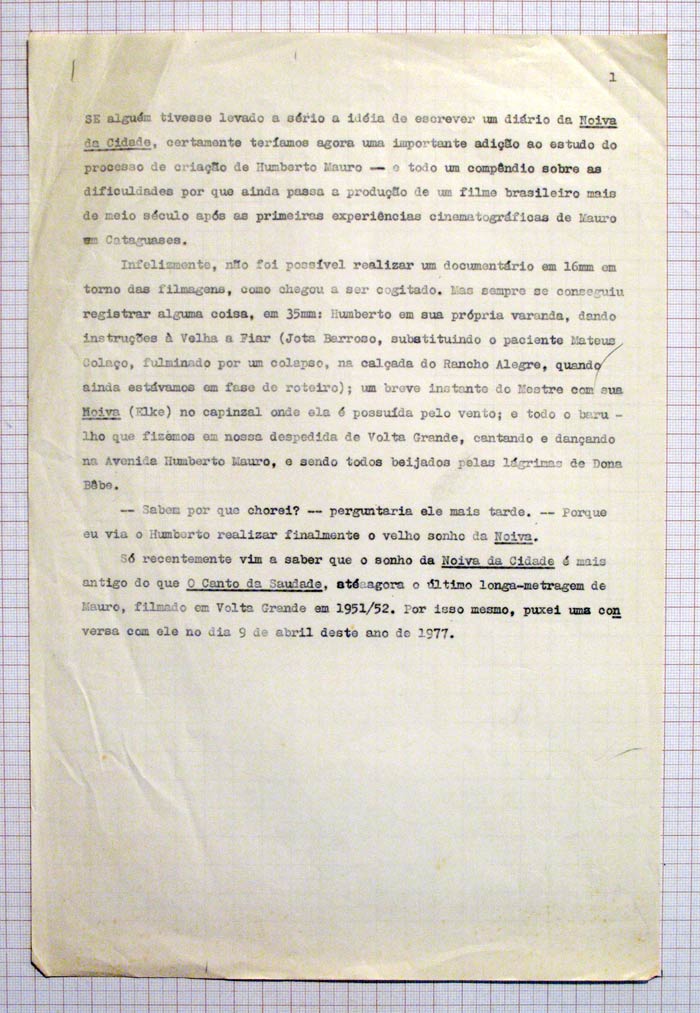 1
SE alguém tivesse levado a sério a idéia de escrever um diário da Noiva
da Cidade, certamente teríamos agora uma importante adição ao estudo do
processo de criação de Humberto Mauro — e todo um compêndio sobre as
dificuldades por que ainda passa a produção de um filme brasileiro mais
de meio século após as primeiras experiências cinematográficas de Mauro
em Cataguases.
Infelizmente, não foi possível realizar um documentário em 16mm em
torno das filmagens, como chegou a ser cogitado. Mas sempre se conseguiu
registrar alguma coisa, em 35mm: Humberto em sua própria varanda, dando
instruções à Velha a Fiar (Jota Barroso, substituindo o paciente Mateus
Colaço, fulminado por um colapso, na calçada do Rancho Alegre, quando
ainda estávamos em fase de roteiro); um breve instante do Mestre com sua
Noiva (Elke) no capinzal onde ela é possuída pelo vento; e todo o baru -
lho que fizemos em nossa despedida de Volta Grande, cantando e dançando
na Avenida Humberto Mauro, e sendo todos beijados pelas lágrimas de Dona
Bêbe.
-- Sabem por que chorei? -- perguntaria ele mais tarde. -- Porque
eu via o Humberto realizar finalmente o velho sonho da Noiva.
Só recentemente vim a saber que o sonho da Noiva da Cidade é mais
antigo do que O Canto da Saudade, atéaagora o último longa-metragem de
Mauro, filmado em Volta Grande em 1951/52. Por isso mesmo, puxei uma con
versa com ele no dia 9 de abril deste ano de 1977.